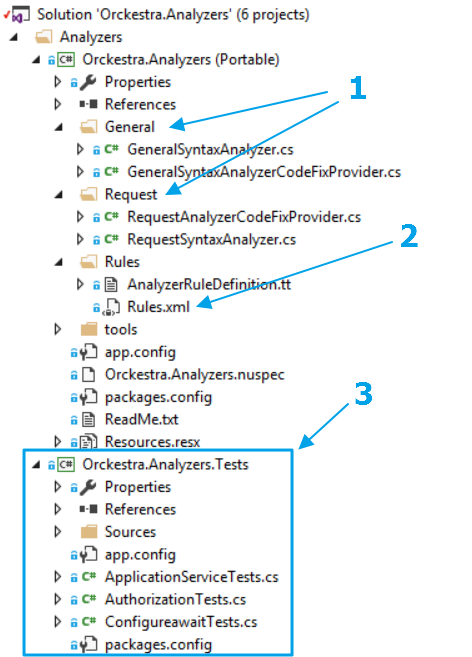 Solution 'Orckestra.Analyzers' (6 projects)
Analyzers
C# Orckestra.Analyzers (Portable)
Properties
References
1
General
C# GeneralSyntaxAnalyzer.cs
C# GeneralSyntaxAnalyzerCodeFixProvider.cs
Request
C# RequestAnalyzerCodeFixProvider.cs
2
C# RequestSyntaxAnalyzer.cs
Rules
AnalyzerRuleDefinition.tt
Rules.xml
tools
app.config
Orckestra.Analyzers.nuspec
3
packages.config
ReadMe.txt
Resources.resx
C# Orckestra.Analyzers.Tests
Properties
References
Sources
app.config
C# ApplicationServiceTests.cs
C# AuthorizationTests.cs
C# ConfigureawaitTests.cs
packages.config